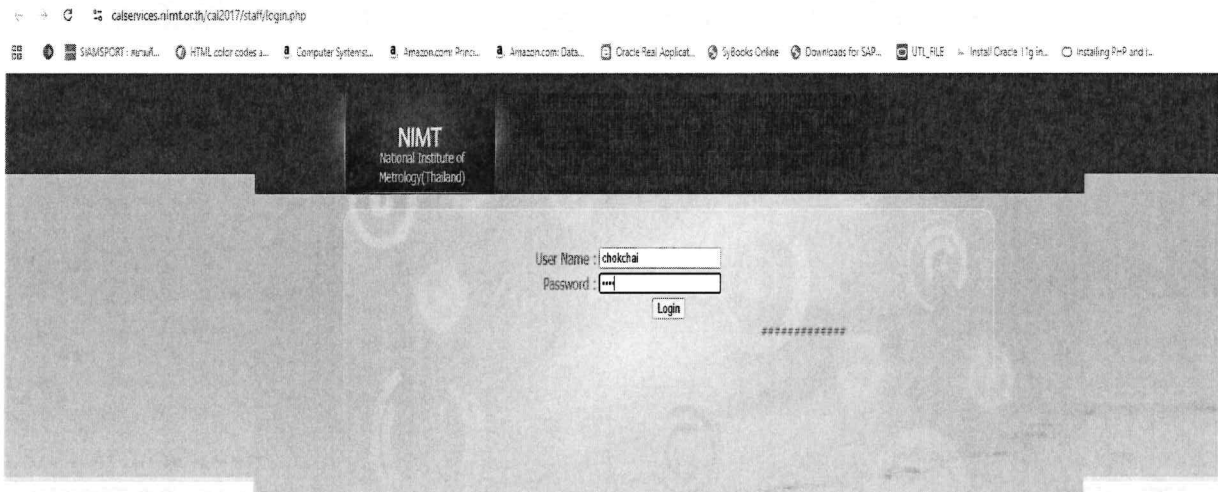 calservices.nimt.or.th/cal2017/staff/login.php
SIAMSPORT : HTML color codes a... Computer Systems:... Amazon.com: Princ... Amazon.com: Data... Oracle Real Applicat... SyBooks Online Downloads for SAP... UTL_FILE Install Oracle 11g in... Installing PHP and t...
NIMT
National Institute of
Metrology(Thailand)
User Name : chokchai
Password : ••••
Login
#############